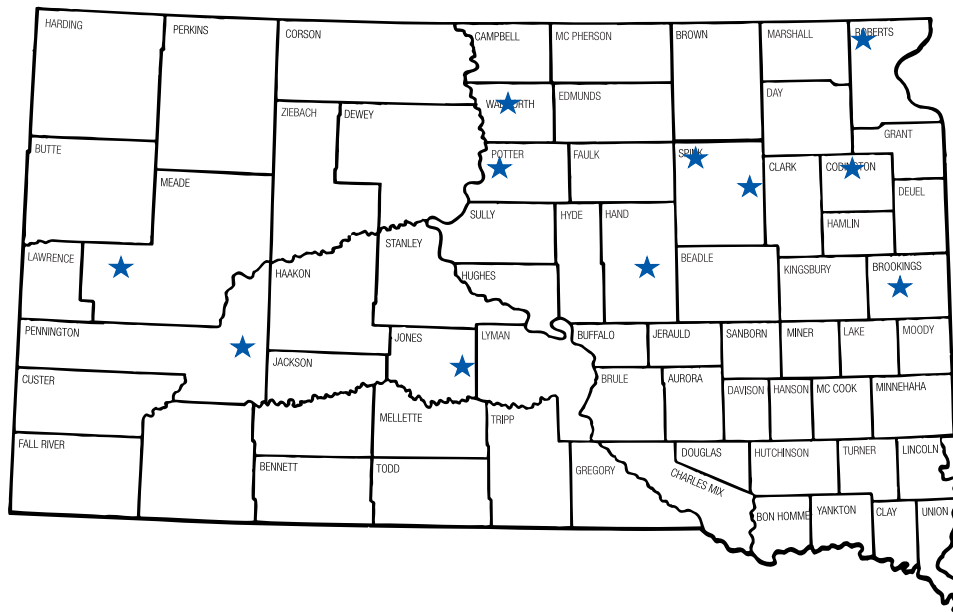 HARDING
PERKINS
CORSON
CAMPBELL
MC PHERSON
BROWN
MARSHALL
ROBERTS
ZIEBACH
DEWEY
WALWORTH
EDMUNDS
DAY
GRANT
BUTTE
MEADE
POTTER
FAULK
SPINK
CLARK
CODINGTON
DEUEL
SULLY
HYDE
HAND
HAMLIN
LAWRENCE
HAAKON
STANLEY
HUGHES
BEADLE
KINGSBURY
BROOKINGS
PENNINGTON
JACKSON
JONES
LYMAN
BUFFALO
JERAULD
SANBORN
MINER
LAKE
MOODY
CUSTER
BRULE
AURORA
DAVISON
HANSON
MC COOK
MINNEHAHA
FALL RIVER
MELLETTE
TRIPP
BENNETT
TODD
GREGORY
CHARLES MIX
DOUGLAS
HUTCHINSON
TURNER
LINCOLN
BON HOMME
YANKTON
CLAY
UNION